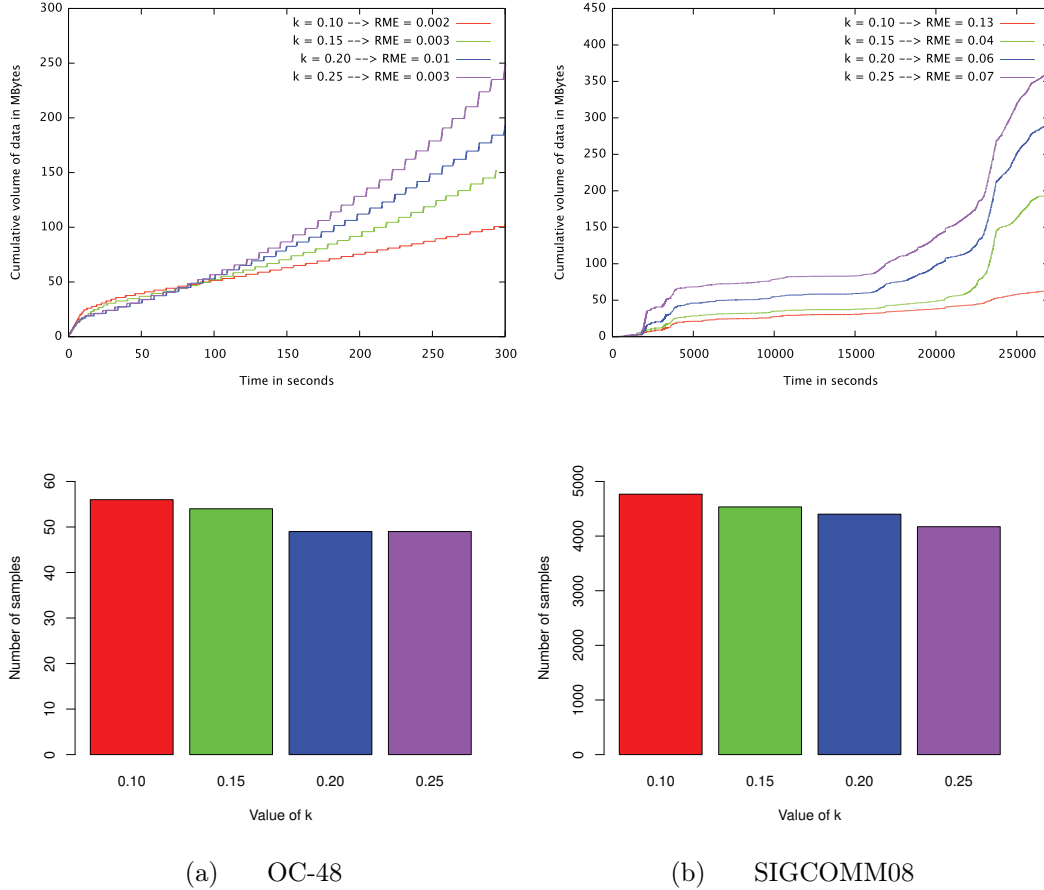 300
250
200
150
100
50
0
Cumulative volume of data in MBytes
k = 0.10 --> RME = 0.002
k = 0.15 --> RME = 0.003
k = 0.20 --> RME = 0.01
k = 0.25 --> RME = 0.003
0 50 100 150 200 250 300
Time in seconds
450
400
350
300
250
200
150
100
50
0
Cumulative volume of data in MBytes
k = 0.10 --> RME = 0.13
k = 0.15 --> RME = 0.04
k = 0.20 --> RME = 0.06
k = 0.25 --> RME = 0.07
0 5000 10000 15000 20000 25000
Time in seconds
60
50
40
30
20
10
0
Number of samples
0.10 0.15 0.20 0.25
Value of k
5000
4000
3000
2000
1000
0
Number of samples
0.10 0.15 0.20 0.25
Value of k
(a) OC-48
(b) SIGCOMM08